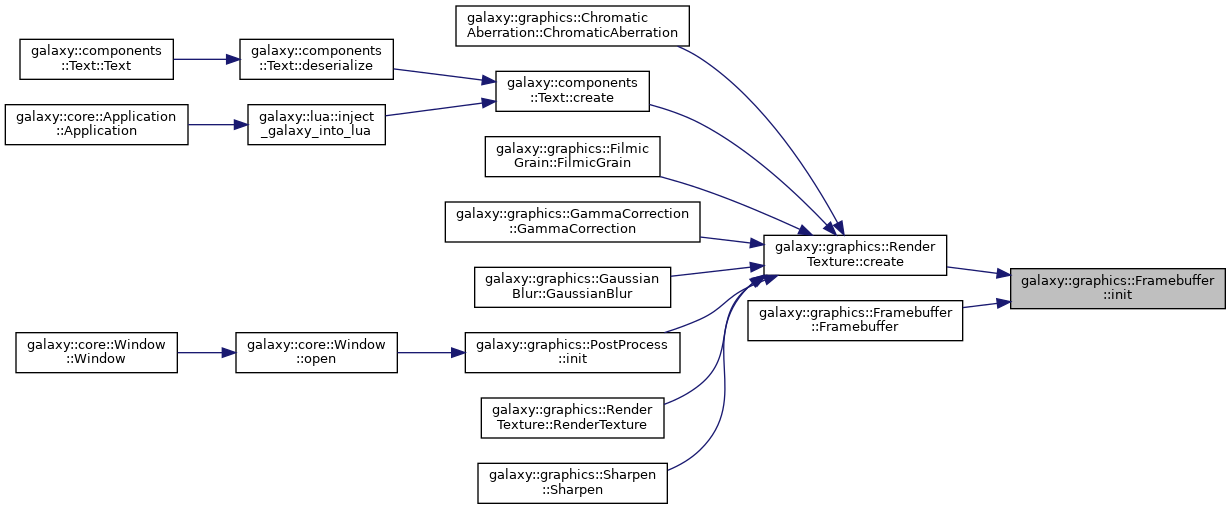 galaxy::graphics::Chromatic
Aberration::ChromaticAberration
galaxy::components
::Text::Text
galaxy::components
::Text::deserialize
galaxy::components
::Text::create
galaxy::core::Application
::Application
galaxy::lua::inject
_galaxy_into_lua
galaxy::graphics::Filmic
Grain::FilmicGrain
galaxy::graphics::GammaCorrection
::GammaCorrection
galaxy::graphics::Render
Texture::create
galaxy::graphics::Gaussian
Blur::GaussianBlur
galaxy::graphics::Framebuffer
::init
galaxy::graphics::Framebuffer
::Framebuffer
galaxy::core::Window
::Window
galaxy::core::Window
::open
galaxy::graphics::PostProcess
::init
galaxy::graphics::Render
Texture::RenderTexture
galaxy::graphics::Sharpen
::Sharpen